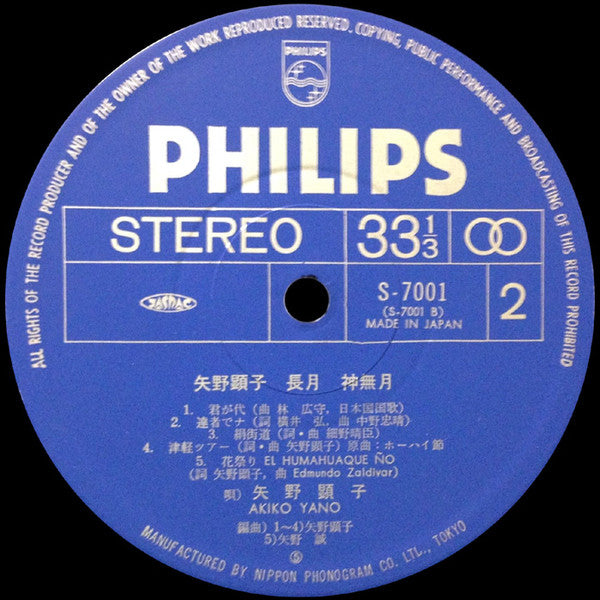 ALL RIGHTS OF THE RECORD PRODUCER AND OF THE OWNER OF THE WORK REPRODUCED RESERVED. COPYING, PUBLIC PERFORMANCE AND BROADCASTING OF THIS RECORD PROHIBITED
PHILIPS
PHILIPS
STEREO 33 1/3
JASRAC
S-7001
(S-7001 B)
MADE IN JAPAN
2
矢野顕子 長月 神無月
1. 君が代 (曲 林 広守, 日本国国歌)
2. 達者でナ (詞 横井 弘. 曲 中野忠晴)
3. 絹街道 (詞・曲 細野晴臣)
4. 津軽ツアー (詞・曲 矢野顕子) 原曲:ホーハイ節
5. 花祭り EL HUMAHUAQUE ÑO
(詞 矢野顕子, 曲 Edmundo Zaldivar)
唄) 矢野顕子
AKIKO YANO
編曲) 1〜4)矢野顕子
5)矢野 誠
MANUFACTURED BY NIPPON PHONOGRAM CO. LTD., TOKYO